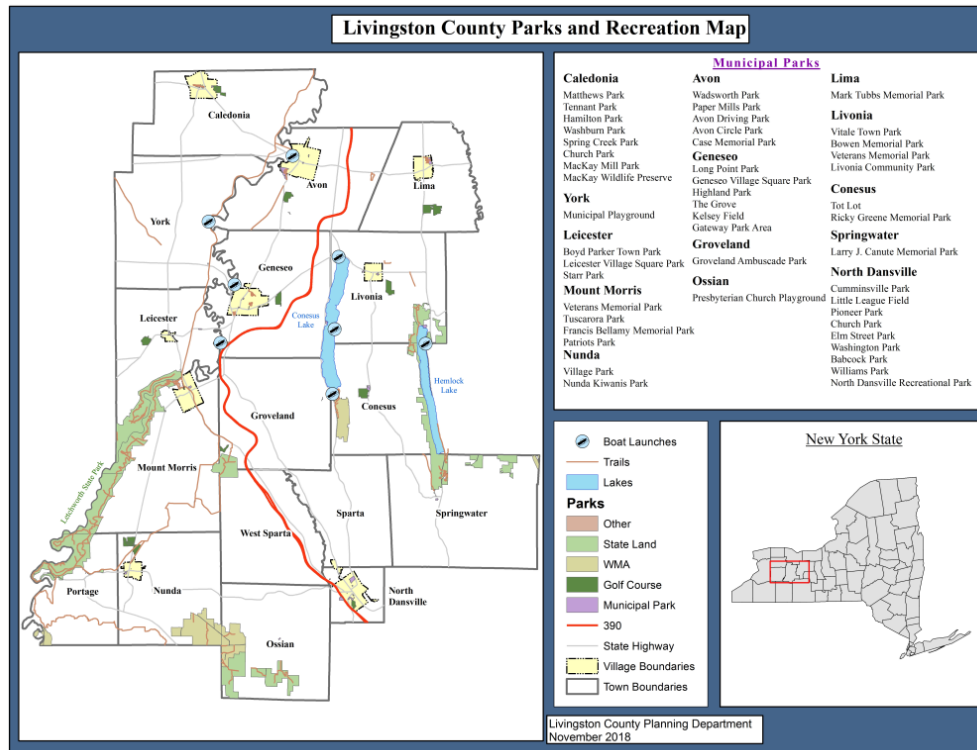 Livingston County Parks and Recreation Map
Caledonia
Avon
Lima
York
Geneseo
Livonia
Conesus
Lake
Leicester
Hemlock
Lake
Groveland
Conesus
Letchworth State Park
Mount Morris
West Sparta
Sparta
Springwater
Portage
Nunda
North
Dansville
Ossian
Municipal Parks
Caledonia
Matthews Park
Tennant Park
Hamilton Park
Washburn Park
Spring Creek Park
Church Park
MacKay Mill Park
MacKay Wildlife Preserve
York
Municipal Playground
Leicester
Boyd Parker Town Park
Leicester Village Square Park
Starr Park
Mount Morris
Veterans Memorial Park
Tuscarora Park
Francis Bellamy Memorial Park
Patriots Park
Nunda
Village Park
Nunda Kiwanis Park
Avon
Wadsworth Park
Paper Mills Park
Avon Driving Park
Avon Circle Park
Case Memorial Park
Geneseo
Long Point Park
Geneseo Village Square Park
Highland Park
The Grove
Kelsey Field
Gateway Park Area
Groveland
Groveland Ambuscade Park
Ossian
Presbyterian Church Playground
Lima
Mark Tubbs Memorial Park
Livonia
Vitale Town Park
Bowen Memorial Park
Veterans Memorial Park
Livonia Community Park
Conesus
Tot Lot
Ricky Greene Memorial Park
Springwater
Larry J. Canute Memorial Park
North Dansville
Cumminsville Park
Little League Field
Pioneer Park
Church Park
Elm Street Park
Washington Park
Babcock Park
Williams Park
North Dansville Recreational Park
Boat Launches
Trails
Lakes
Parks
Other
State Land
WMA
Golf Course
Municipal Park
390
State Highway
Village Boundaries
Town Boundaries
New York State
Livingston County Planning Department
November 2018